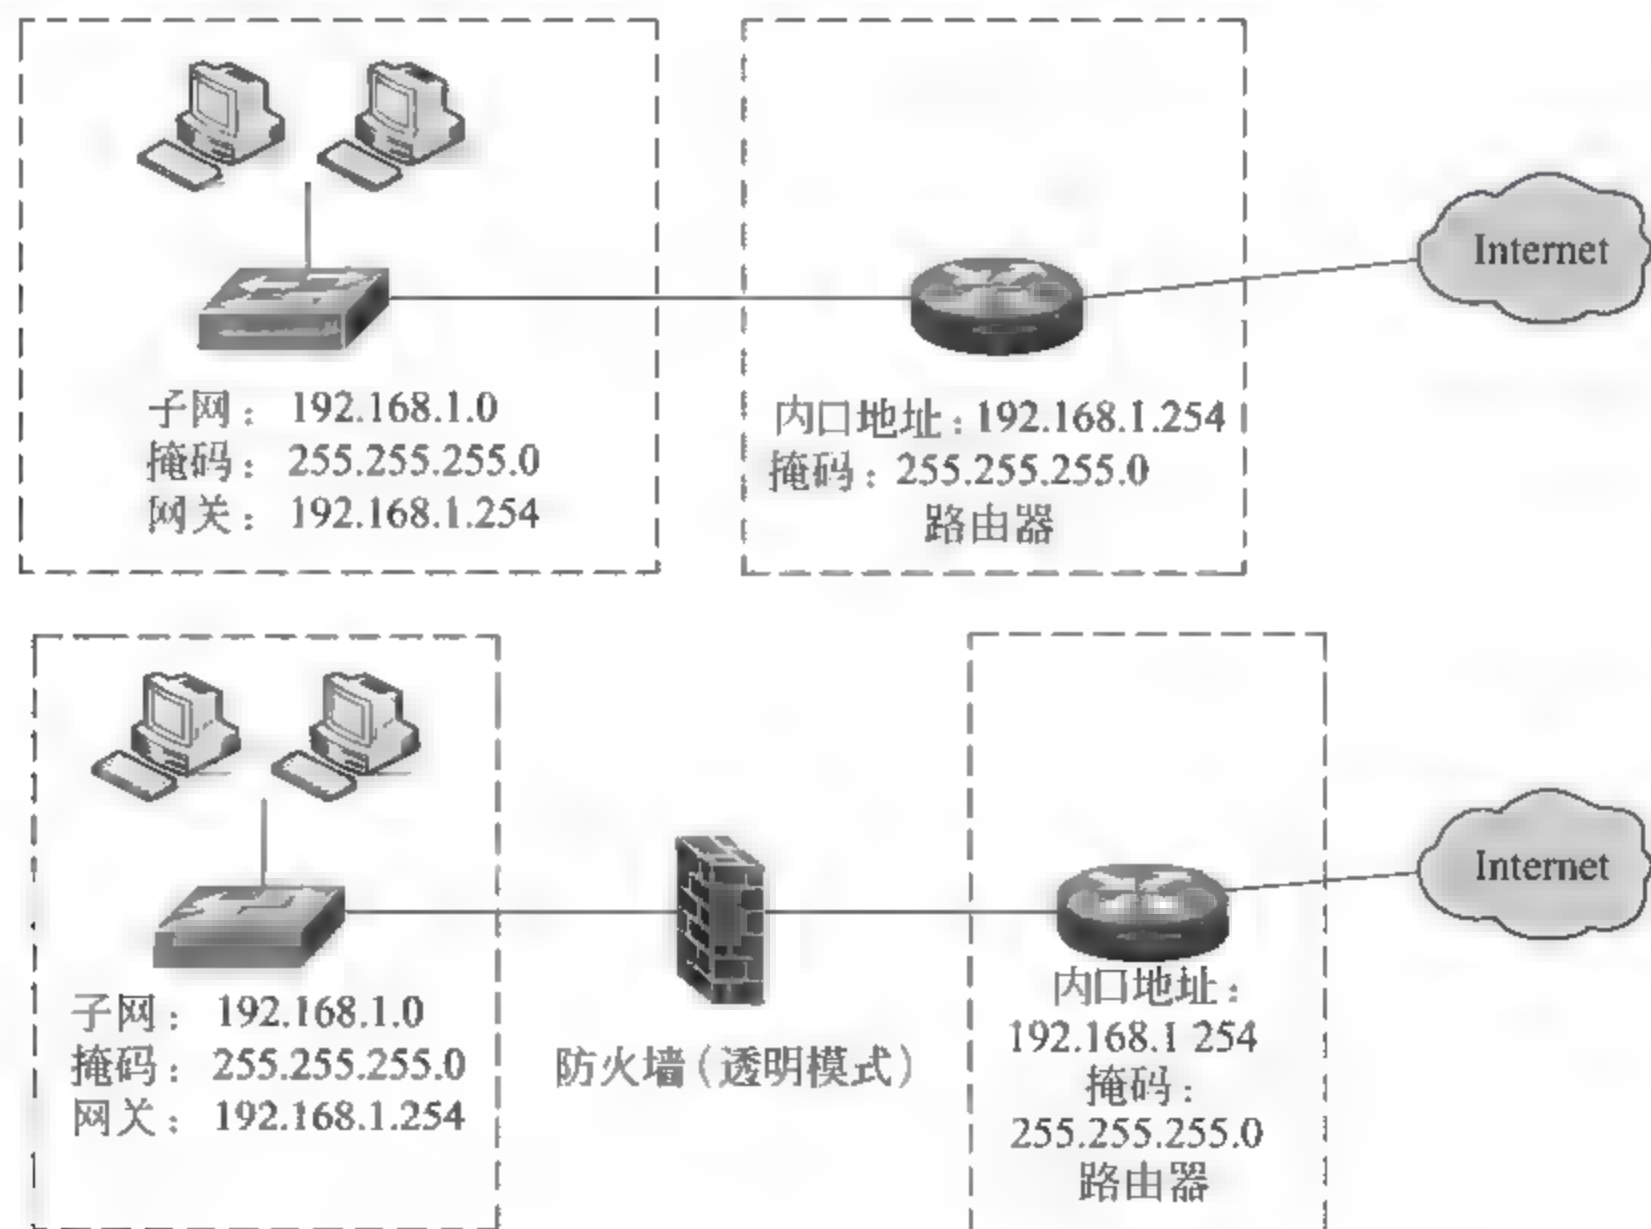 子网： 192.168.1.0
掩码： 255.255.255.0
网关： 192.168.1.254
内口地址：192.168.1.254
掩码：255.255.255.0
路由器
Internet
子网： 192.168.1.0
掩码： 255.255.255.0
网关： 192.168.1.254
防火墙(透明模式)
内口地址：
192.168.1 254
掩码：
255.255.255.0
路由器
Internet